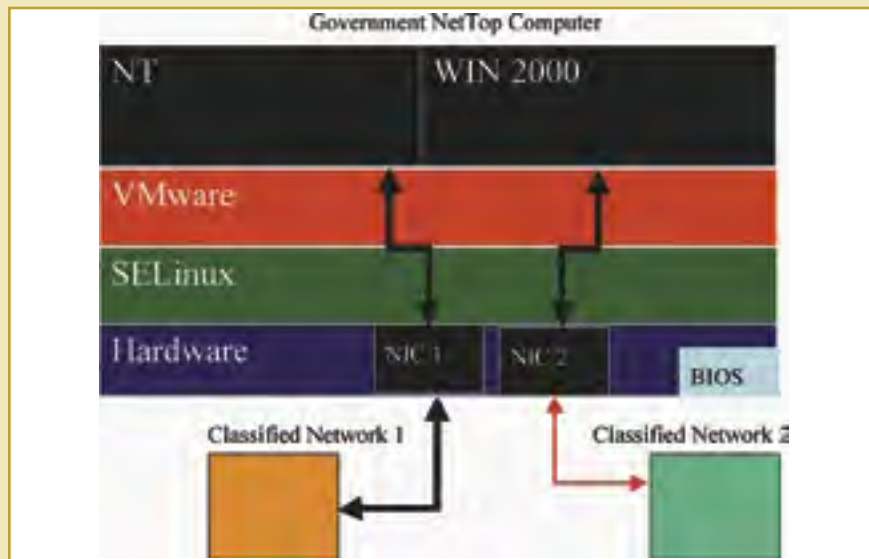 Government NetTop Computer
NT
WIN 2000
VMware
SELinux
Hardware
NIC 1
NIC 2
BIOS
Classified Network 1
Classified Network 2